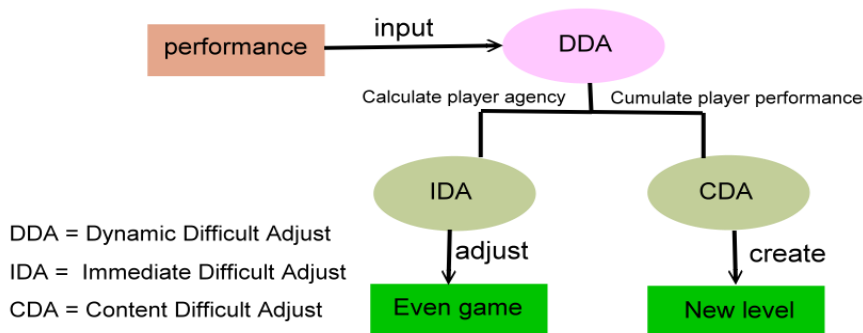 performance
input
DDA
Calculate player agency
Cumulate player performance
IDA
CDA
DDA = Dynamic Difficult Adjust
IDA = Immediate Difficult Adjust
CDA = Content Difficult Adjust
adjust
create
Even game
New level